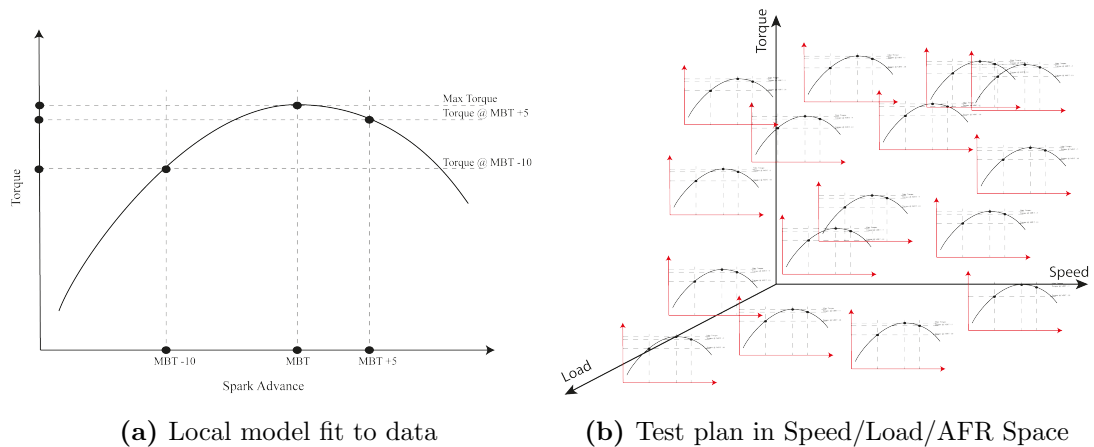 Max Torque
Torque @ MBT +5
Torque @ MBT -10
Torque
MBT -10
MBT
MBT +5
Spark Advance
(a) Local model fit to data
Torque
Speed
Load
(b) Test plan in Speed/Load/AFR Space